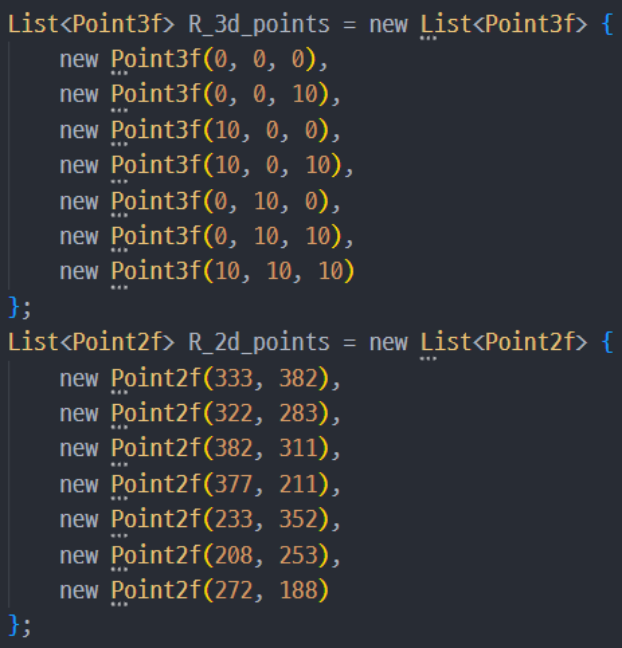 List<Point3f> R_3d_points = new List<Point3f> {
    new Point3f(0, 0, 0),
    new Point3f(0, 0, 10),
    new Point3f(10, 0, 0),
    new Point3f(10, 0, 10),
    new Point3f(0, 10, 0),
    new Point3f(0, 10, 10),
    new Point3f(10, 10, 10)
};
List<Point2f> R_2d_points = new List<Point2f> {
    new Point2f(333, 382),
    new Point2f(322, 283),
    new Point2f(382, 311),
    new Point2f(377, 211),
    new Point2f(233, 352),
    new Point2f(208, 253),
    new Point2f(272, 188)
};